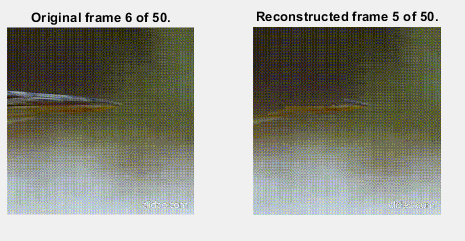 Original frame 6 of 50.
Reconstructed frame 5 of 50.